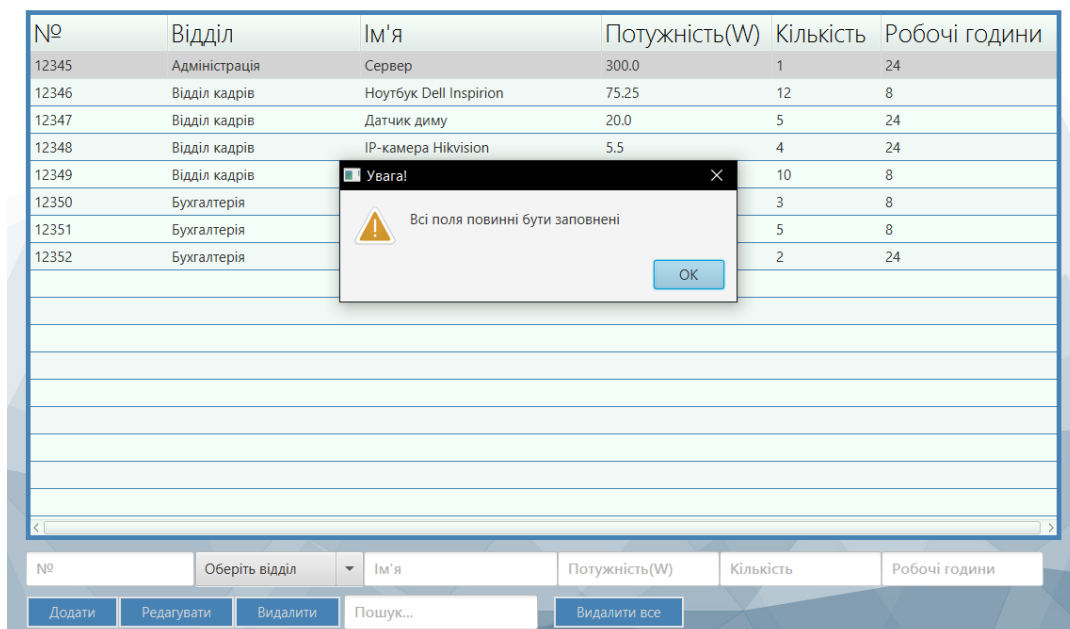 № Відділ Ім'я Потужність(W) Кількість Робочі години
12345 Адміністрація Сервер 300.0 1 24
12346 Відділ кадрів Ноутбук Dell Inspirion 75.25 12 8
12347 Відділ кадрів Датчик диму 20.0 5 24
12348 Відділ кадрів IP-камера Hikvision 5.5 4 24
12349 Відділ кадрів 10 8
12350 Бухгалтерія 3 8
12351 Бухгалтерія 5 8
12352 Бухгалтерія 2 24
Увага!
Всі поля повинні бути заповнені
OK
№ Оберіть відділ Ім'я Потужність(W) Кількість Робочі години
Додати Редагувати Видалити Пошук... Видалити все